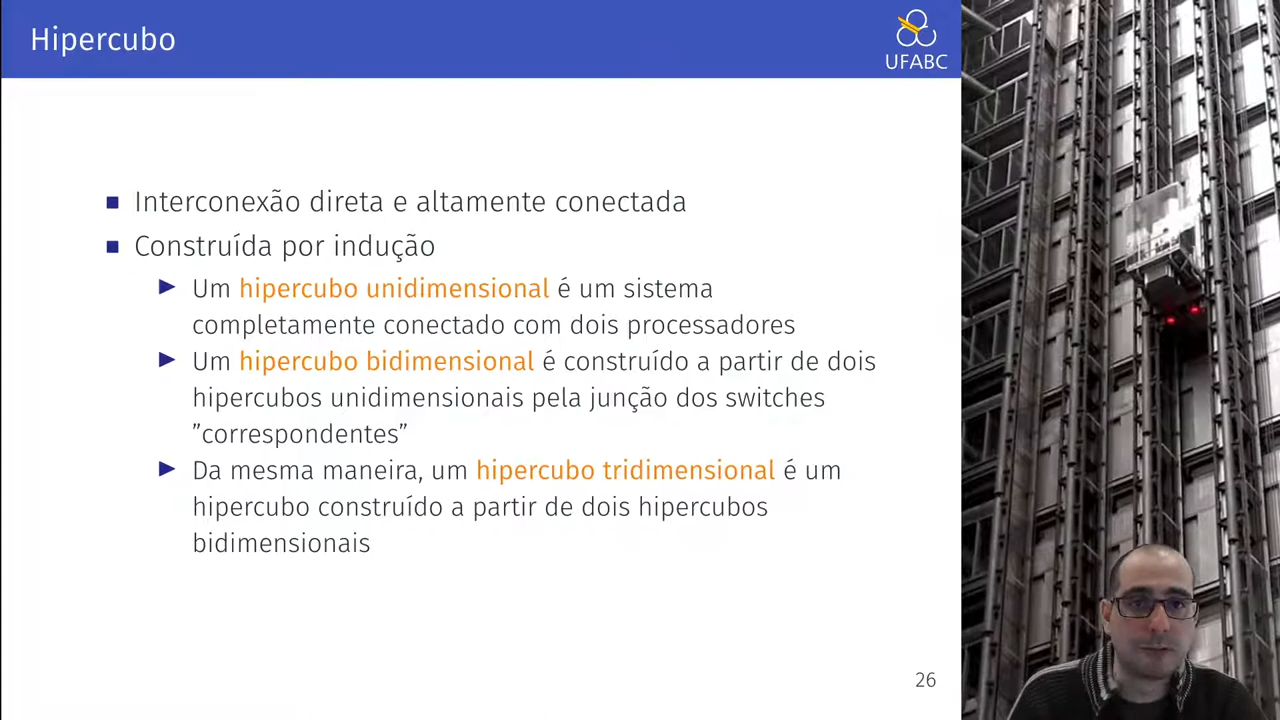 Hipercubo
UFABC
Interconexão direta e altamente conectada
Construída por indução
Um hipercubo unidimensional é um sistema
completamente conectado com dois processadores
Um hipercubo bidimensional é construído a partir de dois
hipercubos unidimensionais pela junção dos switches
”correspondentes”
Da mesma maneira, um hipercubo tridimensional é um
hipercubo construído a partir de dois hipercubos
bidimensionais
26